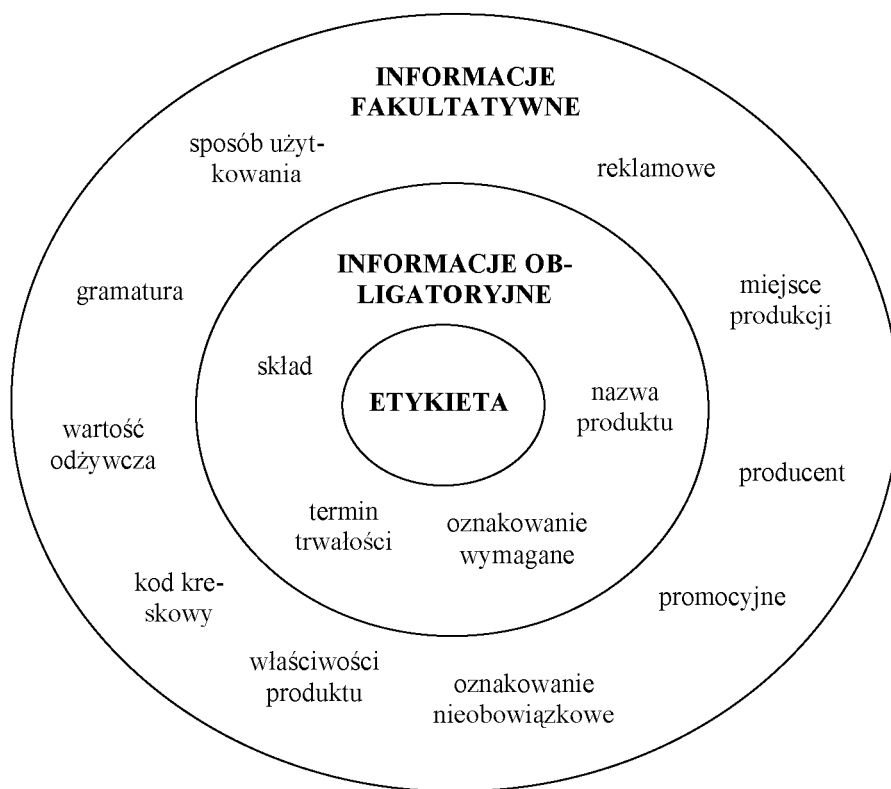 INFORMACJE
FAKULTATYWNE
sposób użyt-
kowania
reklamowe
INFORMACJE OB-
LIGATORYJNE
gramatura
miejsce
produkcji
skład
ETYKIETA
nazwa
produktu
wartość
odżywcza
producent
termin
trwałości
oznakowanie
wymagane
kod kre-
skowy
promocyjne
właściwości
produktu
oznakowanie
nieobowiązkowe